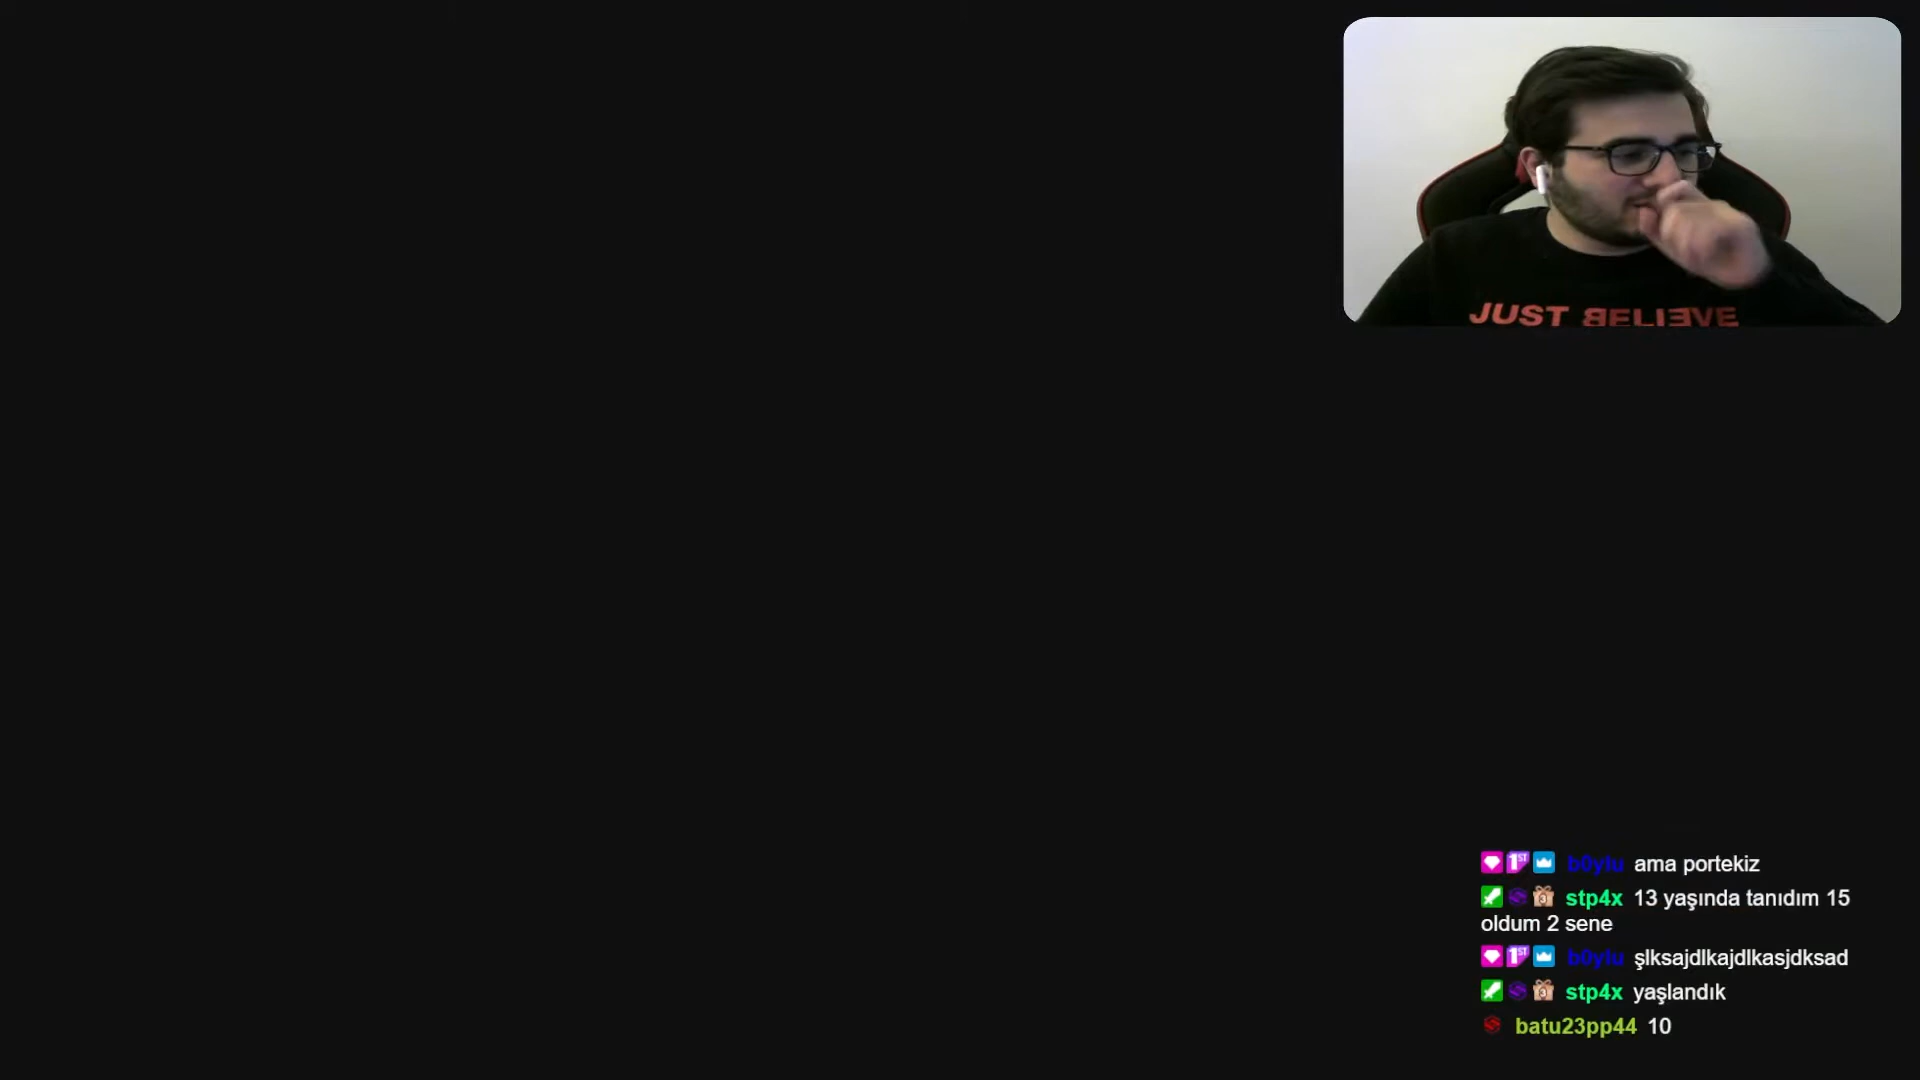 JUST BELIEVE
b0ylu ama portekiz
stp4x 13 yaşında tanıdım 15
oldum 2 sene
b0ylu şlksajdlkajdlkasjdksad
stp4x yaşlandık
batu23pp44 10